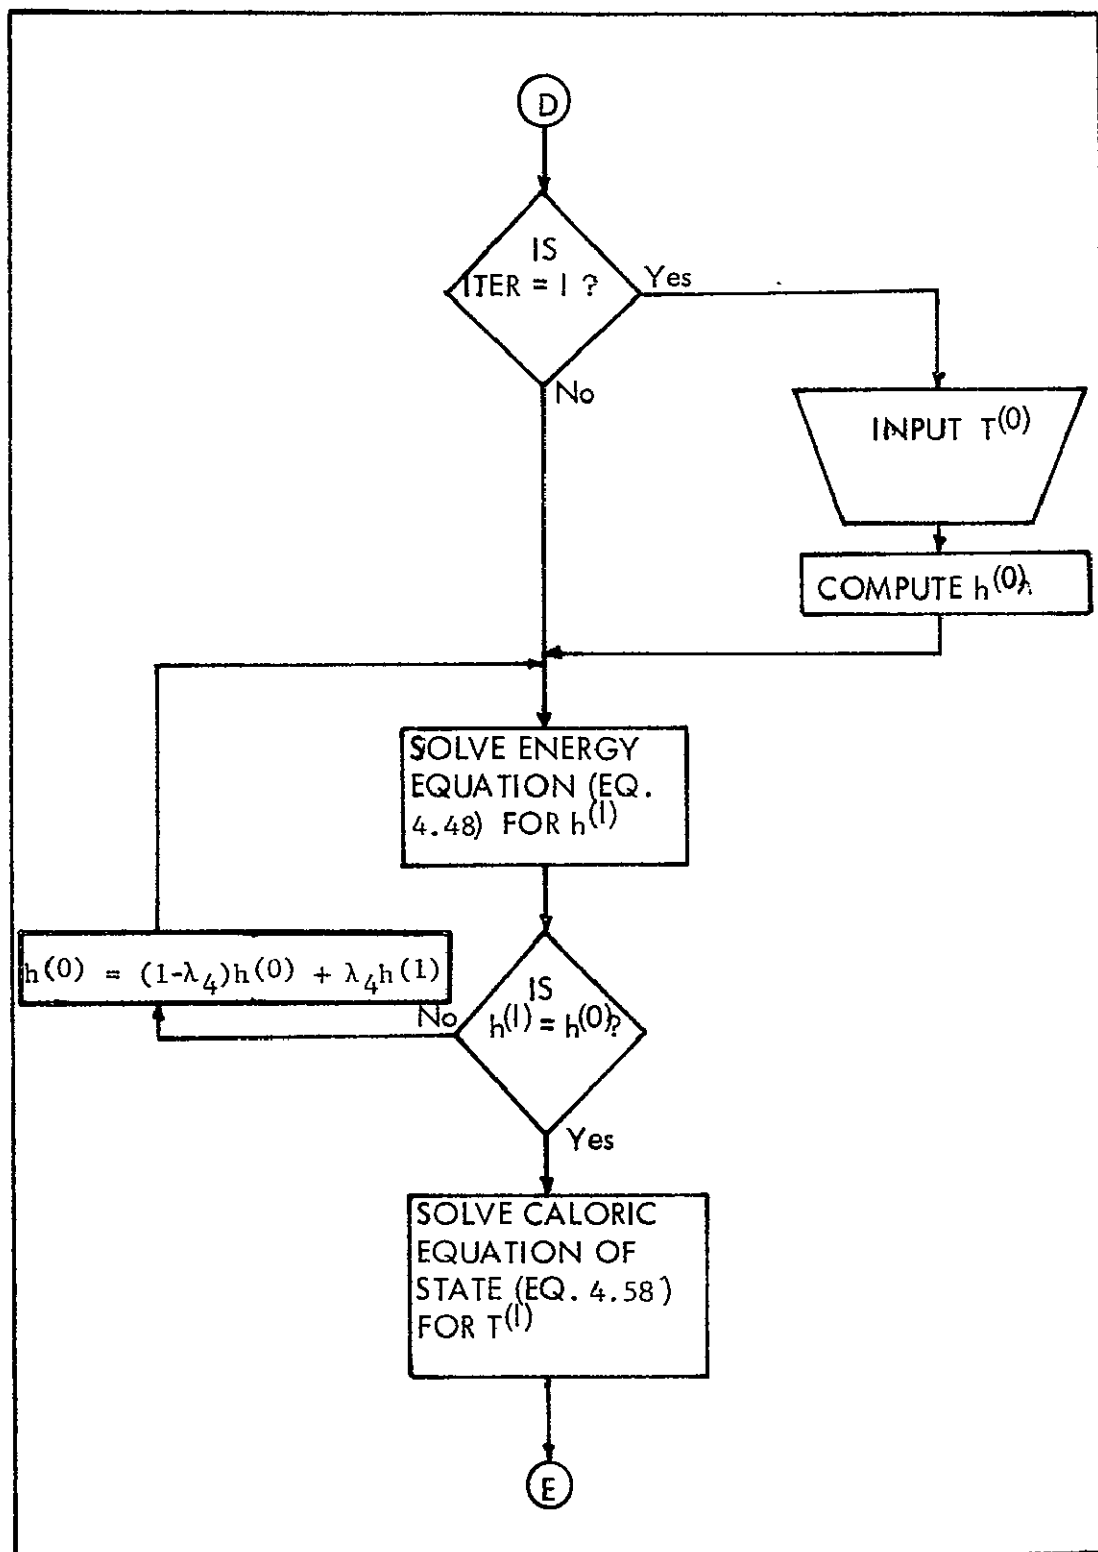 D
IS
ITER = 1 ?
Yes
No
INPUT T^(0)
COMPUTE h^(0)
SOLVE ENERGY
EQUATION (EQ.
4.48) FOR h^(1)
h(0) = (1-λ₄)h(0) + λ₄h(1)
No
IS
h^(1) = h^(0)?
Yes
SOLVE CALORIC
EQUATION OF
STATE (EQ. 4.58)
FOR T^(1)
E